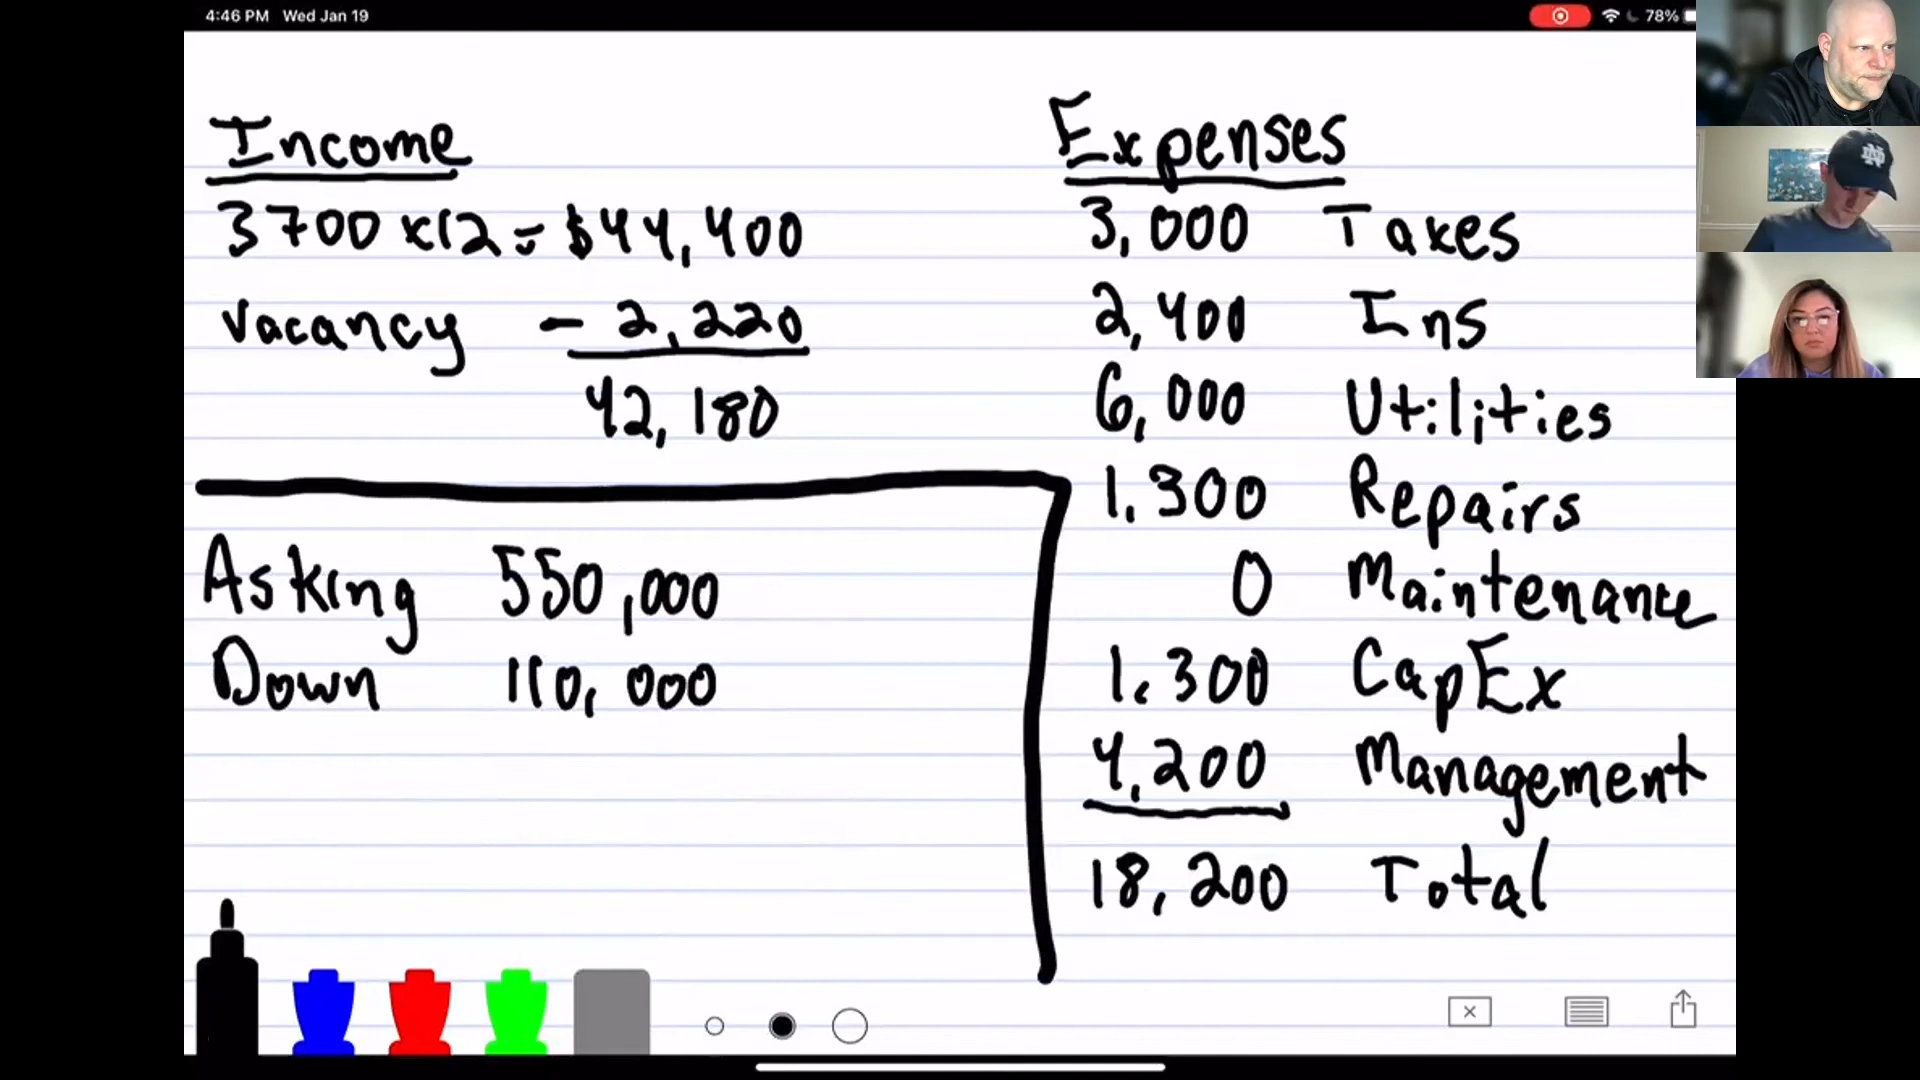 4:46 PM Wed Jan 19
78%
Income
3700 x12 = $44,400
Vacancy - 2,220
42,180
Asking 550,000
Down 110,000
Expenses
3,000 Taxes
2,400 Ins
6,000 Utilities
1,300 Repairs
0 Maintenance
1,300 CapEx
4,200 Management
18,200 Total
ND